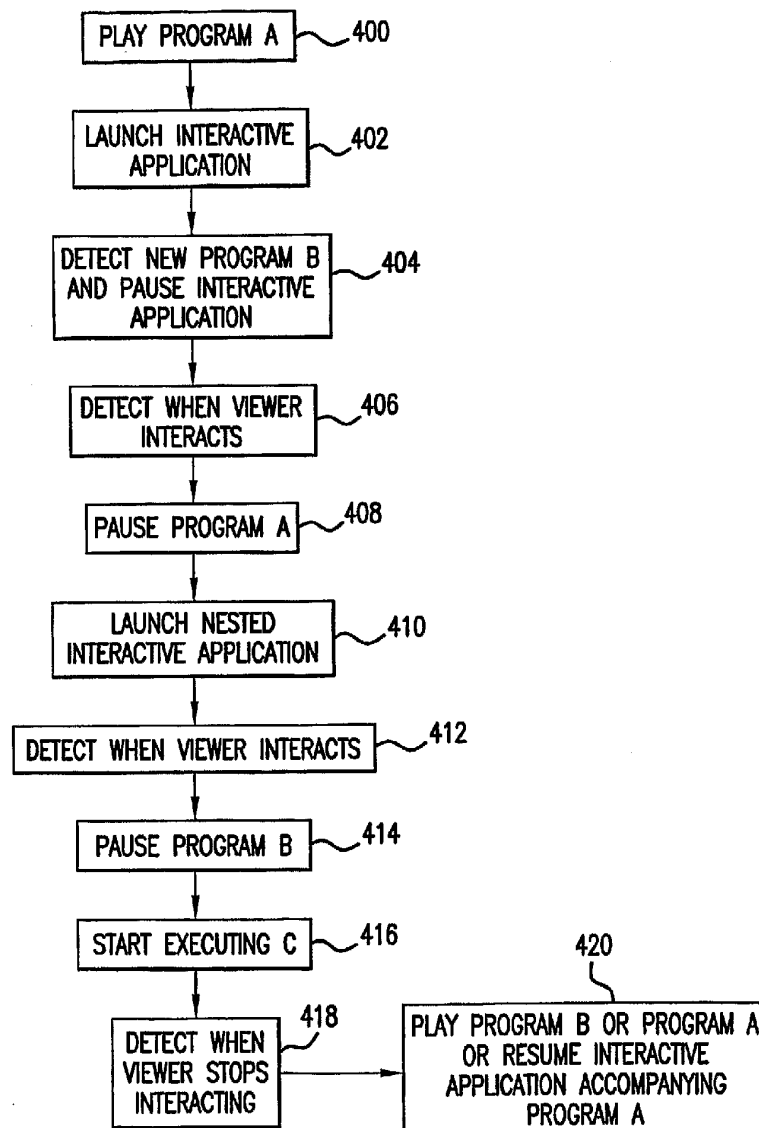 PLAY PROGRAM A
400
LAUNCH INTERACTIVE
APPLICATION
402
DETECT NEW PROGRAM B
AND PAUSE INTERACTIVE
APPLICATION
404
DETECT WHEN VIEWER
INTERACTS
406
PAUSE PROGRAM A
408
LAUNCH NESTED
INTERACTIVE APPLICATION
410
DETECT WHEN VIEWER INTERACTS
412
PAUSE PROGRAM B
414
START EXECUTING C
416
DETECT WHEN
VIEWER STOPS
INTERACTING
418
420
PLAY PROGRAM B OR PROGRAM A
OR RESUME INTERACTIVE
APPLICATION ACCOMPANYING
PROGRAM A